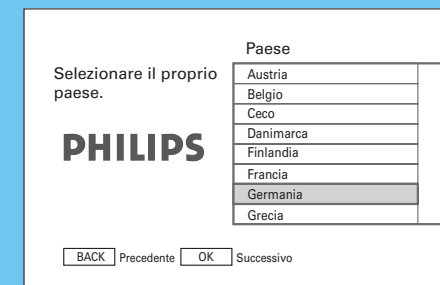 Paese
Selezionare il proprio
paese.
PHILIPS
Austria
Belgio
Ceco
Danimarca
Finlandia
Francia
Germania
Grecia
BACK Precedente OK Successivo